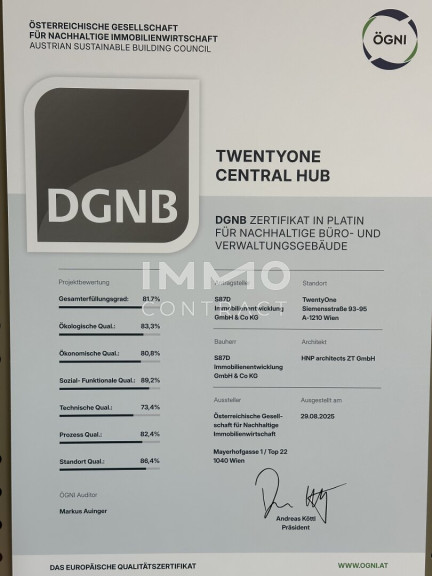 ÖSTERREICHISCHE GESELLSCHAFT
FÜR NACHHALTIGE IMMOBILIENWIRTSCHAFT
AUSTRIAN SUSTAINABLE BUILDING COUNCIL
ÖGNI
DGNB
TWENTYONE
CENTRAL HUB
DGNB ZERTIFIKAT IN PLATIN
FÜR NACHHALTIGE BÜRO- UND
VERWALTUNGSGEBÄUDE
IMMO
CONTRACT
Projektbewertung
Gesamterfüllungsgrad: 81,7%
Ökologische Qual.: 83,3%
Ökonomische Qual.: 80,8%
Sozial- Funktionale Qual.: 89,2%
Technische Qual.: 73,4%
Prozess Qual.: 82,4%
Standort Qual.: 86,4%
ÖGNI Auditor
Markus Auinger
Antragsteller
S87D
Immobilienentwicklung
GmbH & Co KG
Standort
TwentyOne
Siemensstraße 93-95
A-1210 Wien
Bauherr
S87D
Immobilienentwicklung
GmbH & Co KG
Architekt
HNP architects ZT GmbH
Aussteller
Österreichische Gesell-
schaft für Nachhaltige
Immobilienwirtschaft
Mayerhofgasse 1 / Top 22
1040 Wien
Ausgestellt am
29.08.2025
Andreas Köttl
Präsident
DAS EUROPÄISCHE QUALITÄTSZERTIFIKAT
WWW.ÖGNI.AT